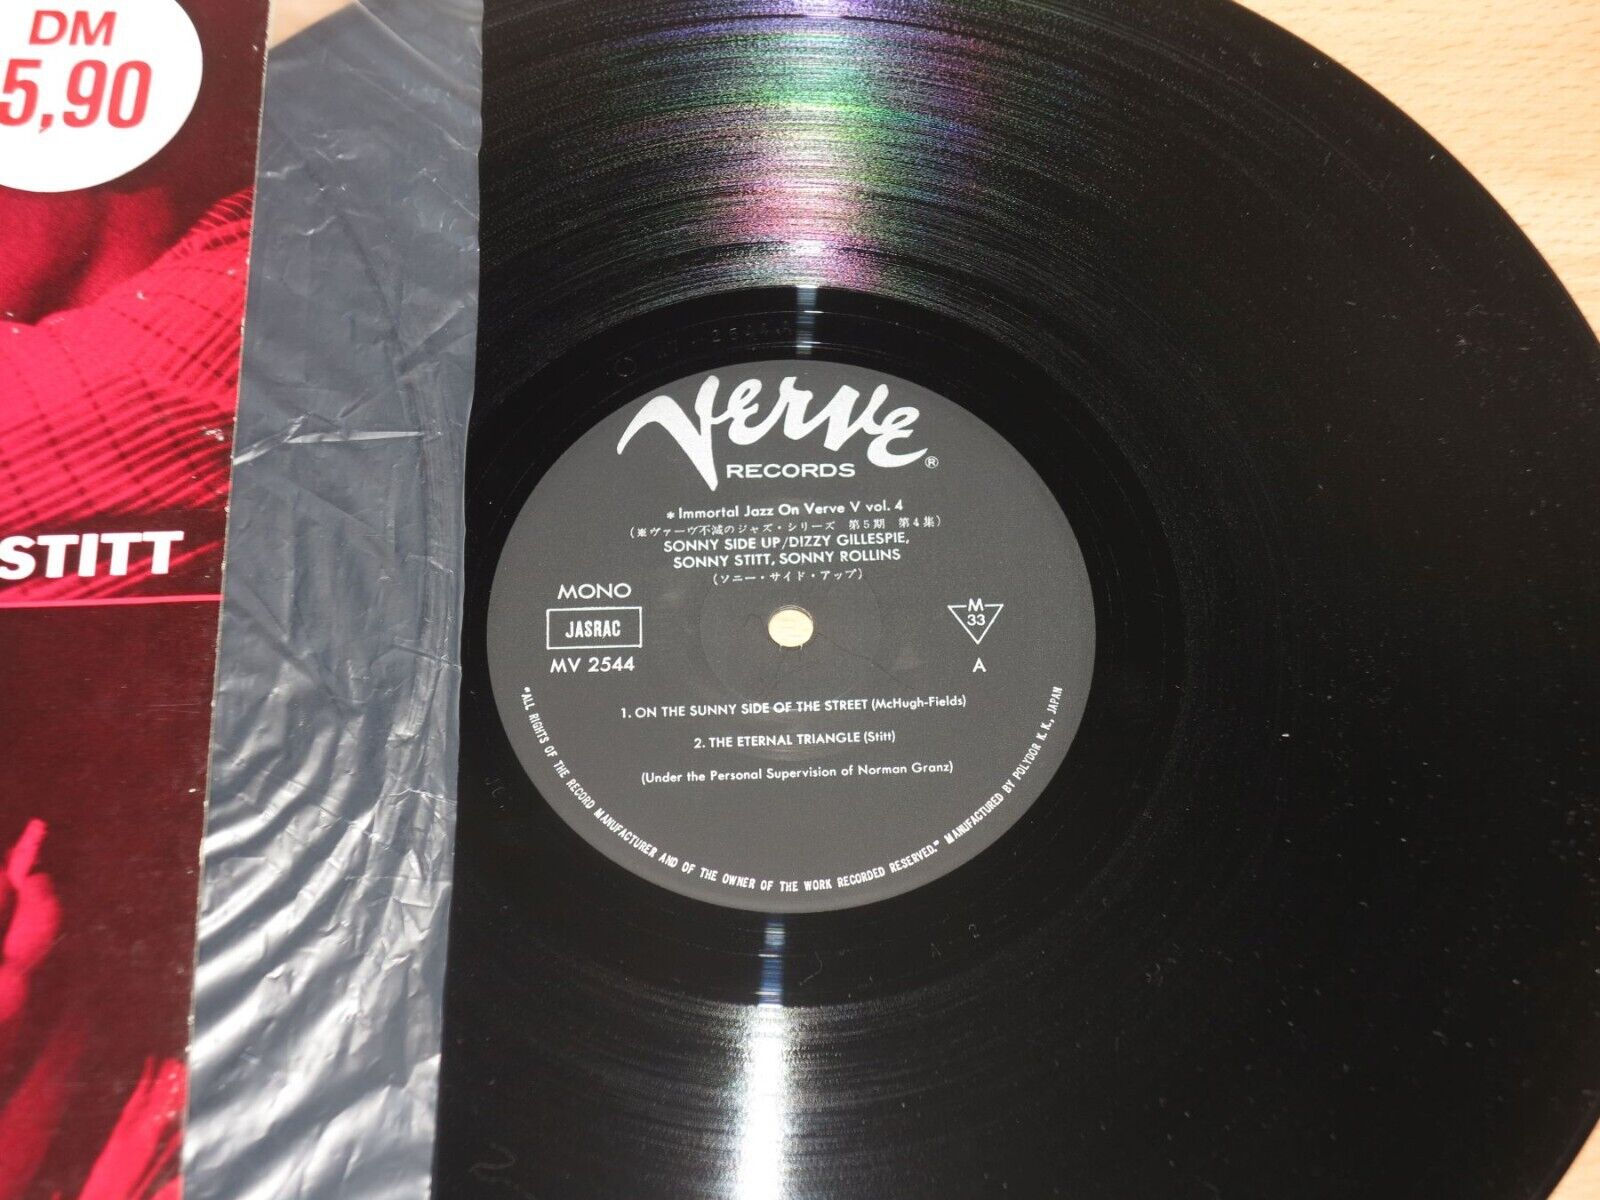 DM
5,90
STITT
Verve
RECORDS
®
*Immortal Jazz On Verve V vol. 4
(※ヴァーヴ不滅のジャズ・シリーズ 第5期 第4集)
SONNY SIDE UP/DIZZY GILLESPIE,
SONNY STITT, SONNY ROLLINS
(ソニー・サイド・アップ)
MONO
JASRAC
MV 2544
M
33
A
1. ON THE SUNNY SIDE OF THE STREET (McHugh-Fields)
2. THE ETERNAL TRIANGLE (Stitt)
(Under the Personal Supervision of Norman Granz)
"ALL RIGHTS OF THE RECORD MANUFACTURER AND OF THE OWNER OF THE WORK RECORDED RESERVED." MANUFACTURED BY POLYDOR K. K., JAPAN